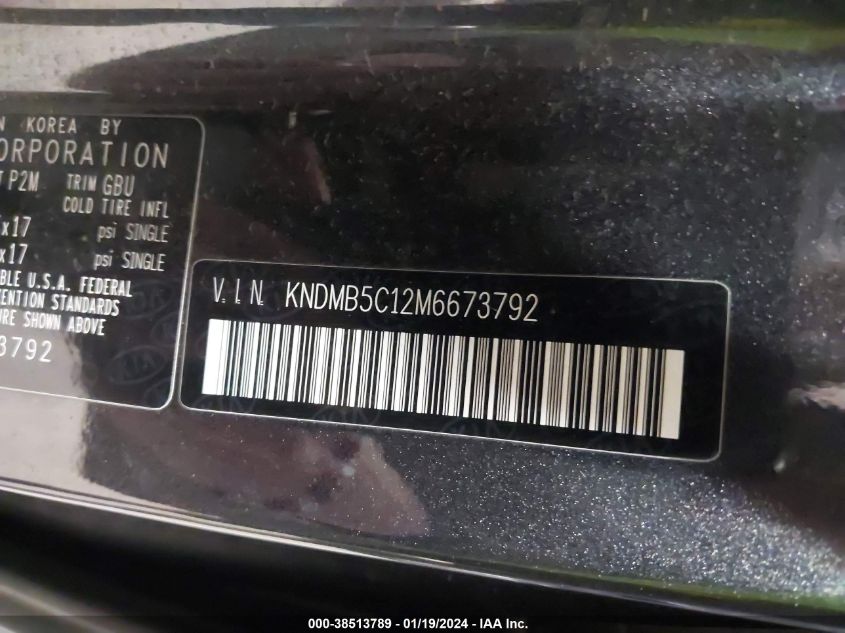 N KOREA BY
ORPORATION
T P2M TRIM GBU
COLD TIRE INFL
x17 psi SINGLE
x17 psi SINGLE
BLE U.S.A. FEDERAL
ENTION STANDARDS
URE SHOWN ABOVE
3792
V.I.N. KNDMB5C12M6673792
000-38513789 - 01/19/2024 - IAA Inc.